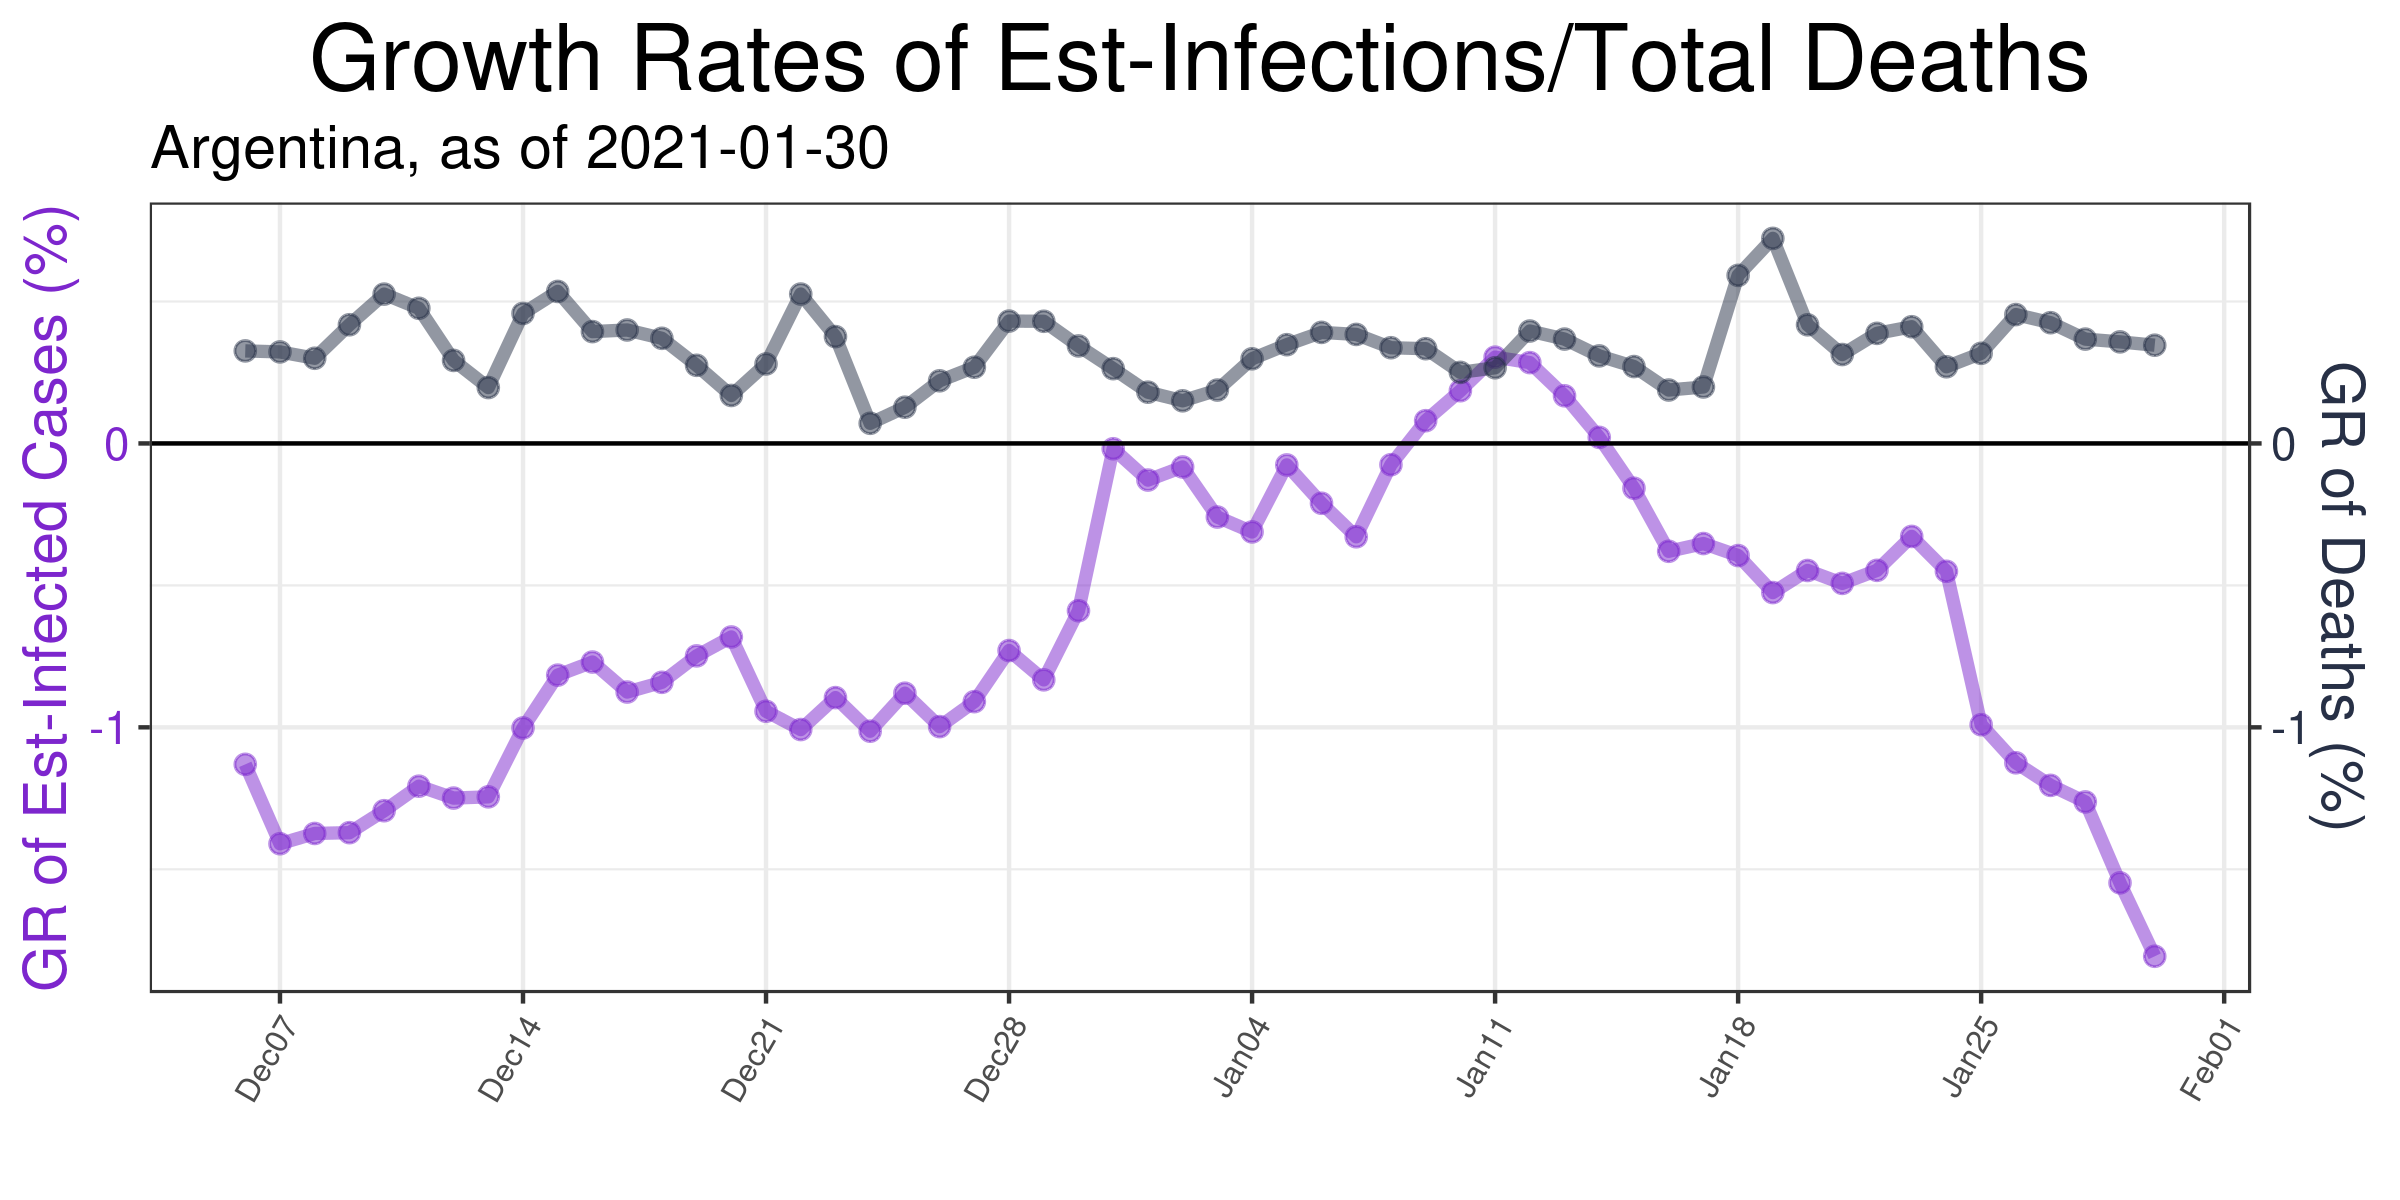 Growth Rates of Est-Infections/Total Deaths
Argentina, as of 2021-01-30
GR of Est-Infected Cases (%)
0
-1
0
-1
GR of Deaths (%)
Dec07
Dec14
Dec21
Dec28
Jan04
Jan11
Jan18
Jan25
Feb01